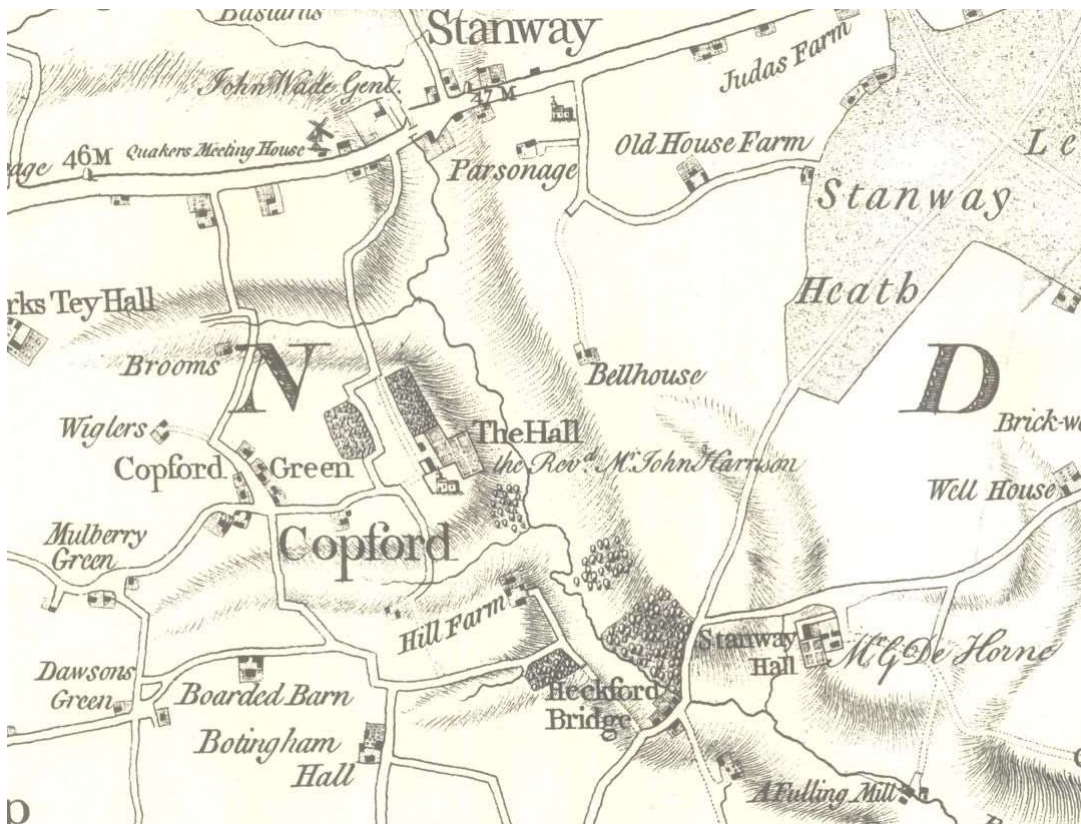 Bastards
Stanway
John Wade Gent.
47 M
Judas Farm
46 M
Quakers Meeting House
Parsonage
Old House Farm
Stanway
Heath
rks Tey Hall
N
D
Brooms
Bellhouse
Brick-w
Wiglers
The Hall
the Revd. Mr. John Harrison
Copford Green
Well House
Mulberry
Green
Copford
Hill Farm
Stanway
Hall
Mr. G. De Horne
Dawsons
Green
Boarded Barn
Heckford
Bridge
Botingham
Hall
A Fulling Mill